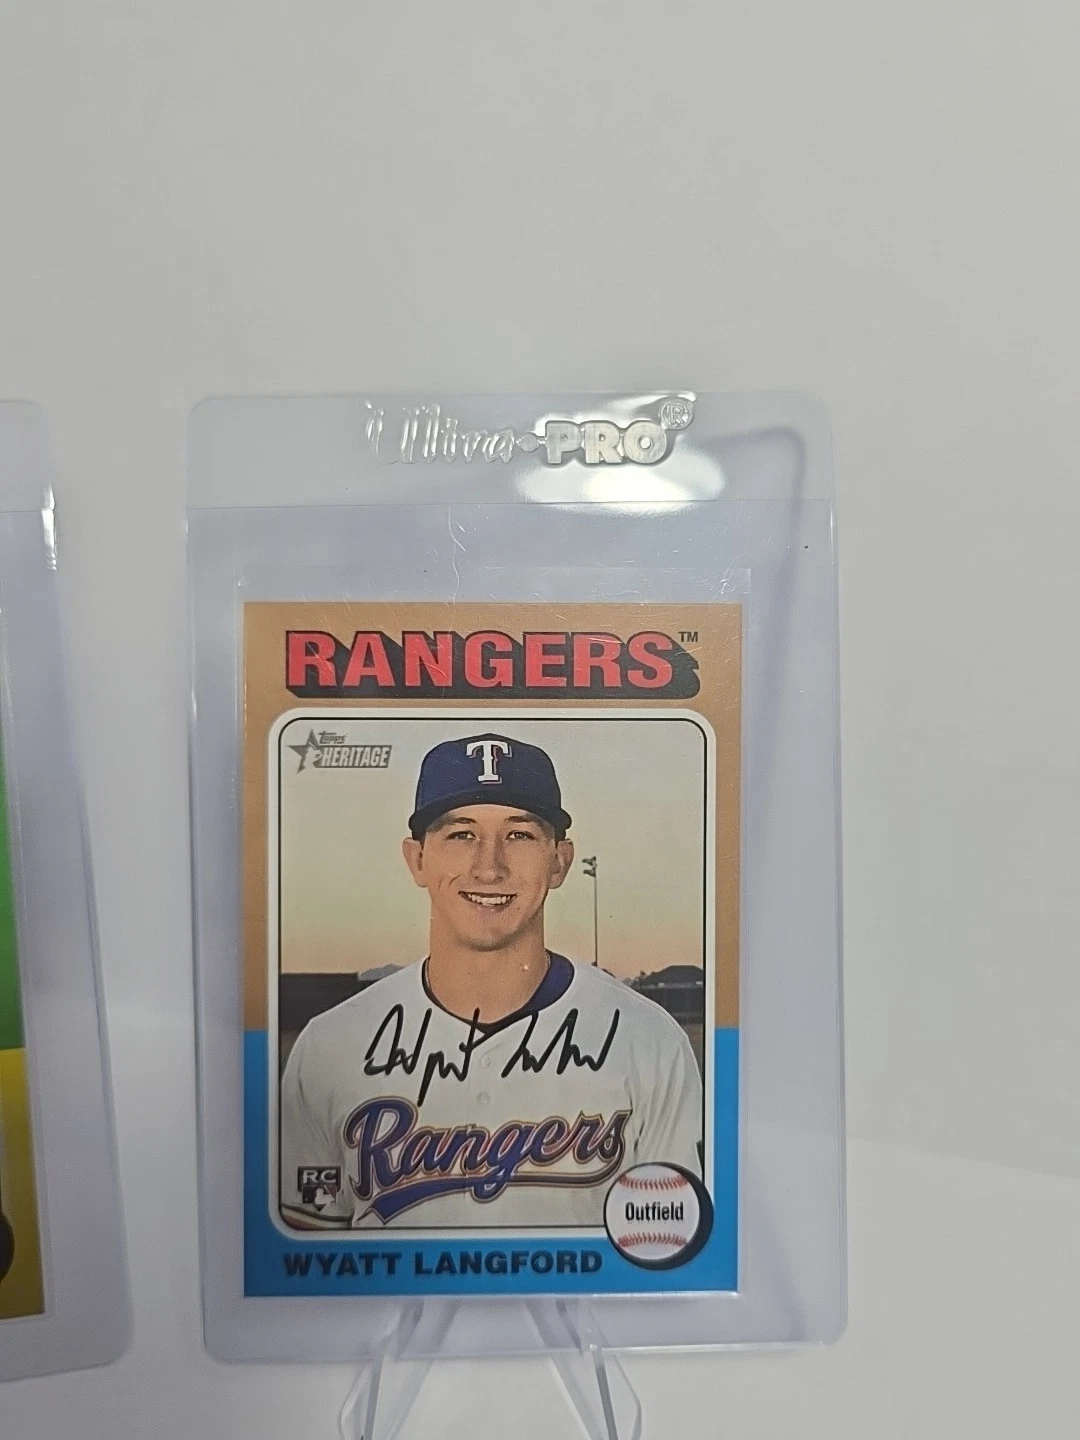 Ultra·PRO®
RANGERS™
topps
HERITAGE
T
Rangers
RC
Outfield
WYATT LANGFORD